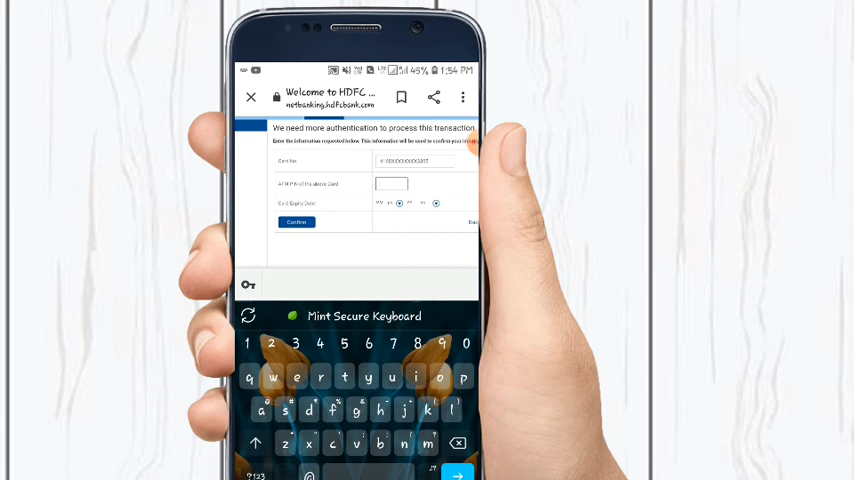 45% 1:54 PM
Welcome to HDFC ...
netbanking.hdfcbank.com
We need more authentication to process this transaction
Enter the information requested below. This information will be used to confirm your
Card No.
ATM PIN of the above Card
Card Expiry Date:
Confirm
Mint Secure Keyboard
1 2 3 4 5 6 7 8 9 0
q w e r t y u i o p
a s d f g h j k l
z x c v b n m
?123